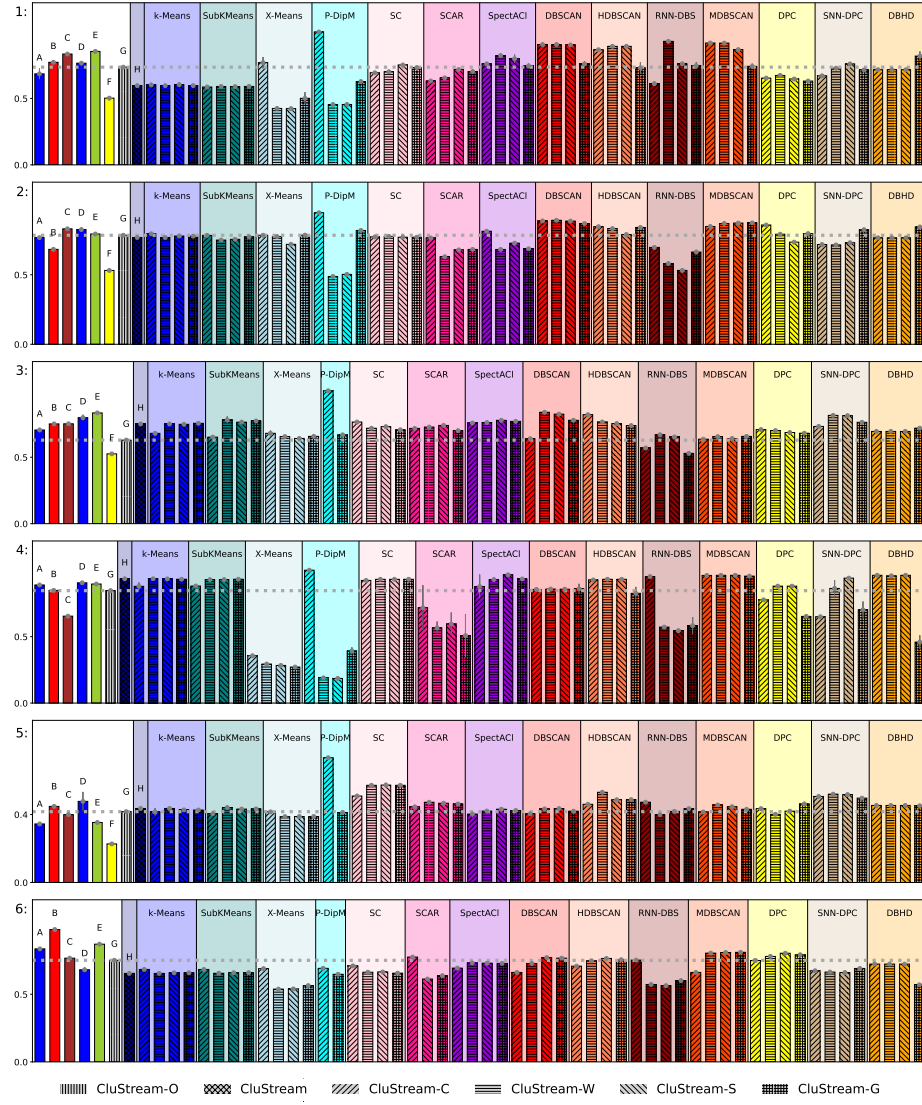 1:
k-Means SubKMeans X-Means P-DipM SC SCAR SpectACl DBSCAN HDBSCAN RNN-DBS MDBSCAN DPC SNN-DPC DBHD
A B C D E F G H
0.5
0.0
2:
k-Means SubKMeans X-Means P-DipM SC SCAR SpectACl DBSCAN HDBSCAN RNN-DBS MDBSCAN DPC SNN-DPC DBHD
A B C D E F G H
0.5
0.0
3:
k-Means SubKMeans X-Means P-DipM SC SCAR SpectACl DBSCAN HDBSCAN RNN-DBS MDBSCAN DPC SNN-DPC DBHD
A B C D E F G H
0.5
0.0
4:
k-Means SubKMeans X-Means P-DipM SC SCAR SpectACl DBSCAN HDBSCAN RNN-DBS MDBSCAN DPC SNN-DPC DBHD
A B C D E G H
0.5
0.0
5:
k-Means SubKMeans X-Means P-DipM SC SCAR SpectACl DBSCAN HDBSCAN RNN-DBS MDBSCAN DPC SNN-DPC DBHD
A B C D E F G H
0.4
0.0
6:
k-Means SubKMeans X-Means P-DipM SC SCAR SpectACl DBSCAN HDBSCAN RNN-DBS MDBSCAN DPC SNN-DPC DBHD
A B C D E G H
0.5
0.0
CluStream-O CluStream CluStream-C CluStream-W CluStream-S CluStream-G